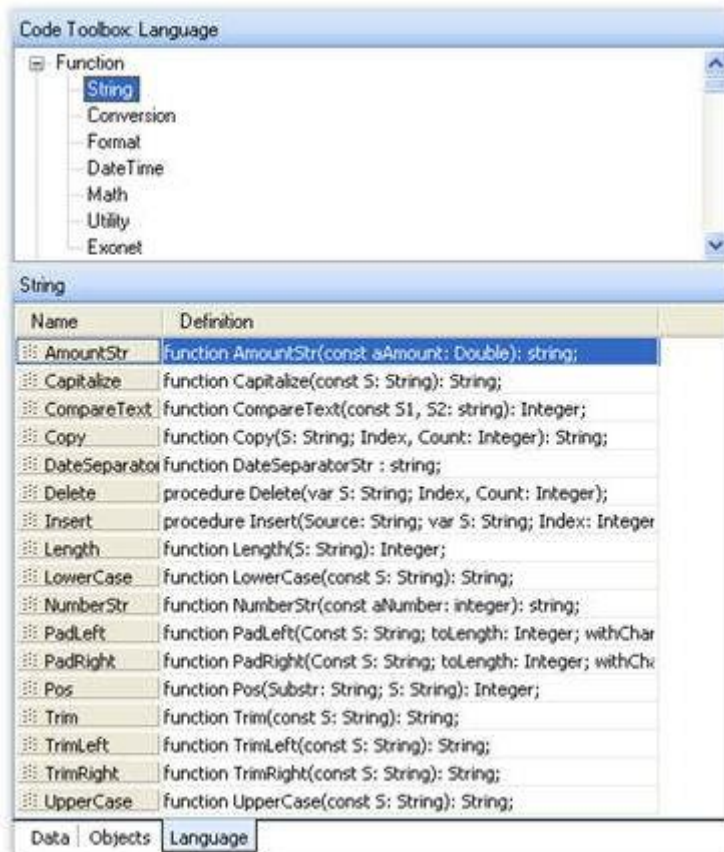 Code Toolbox: Language
Function
String
Conversion
Format
DateTime
Math
Utility
Exonet
String
Name Definition
AmountStr function AmountStr(const aAmount: Double): string;
Capitalize function Capitalize(const S: String): String;
CompareText function CompareText(const S1, S2: string): Integer;
Copy function Copy(S: String; Index, Count: Integer): String;
DateSeparator function DateSeparatorStr : string;
Delete procedure Delete(var S: String; Index, Count: Integer);
Insert procedure Insert(Source: String; var S: String; Index: Integer
Length function Length(S: String): Integer;
LowerCase function LowerCase(const S: String): String;
NumberStr function NumberStr(const aNumber: integer): string;
PadLeft function PadLeft(Const S: String; toLength: Integer; withChar
PadRight function PadRight(Const S: String; toLength: Integer; withCha
Pos function Pos(Substr: String; S: String): Integer;
Trim function Trim(const S: String): String;
TrimLeft function TrimLeft(const S: String): String;
TrimRight function TrimRight(const S: String): String;
UpperCase function UpperCase(const S: String): String;
Data Objects Language